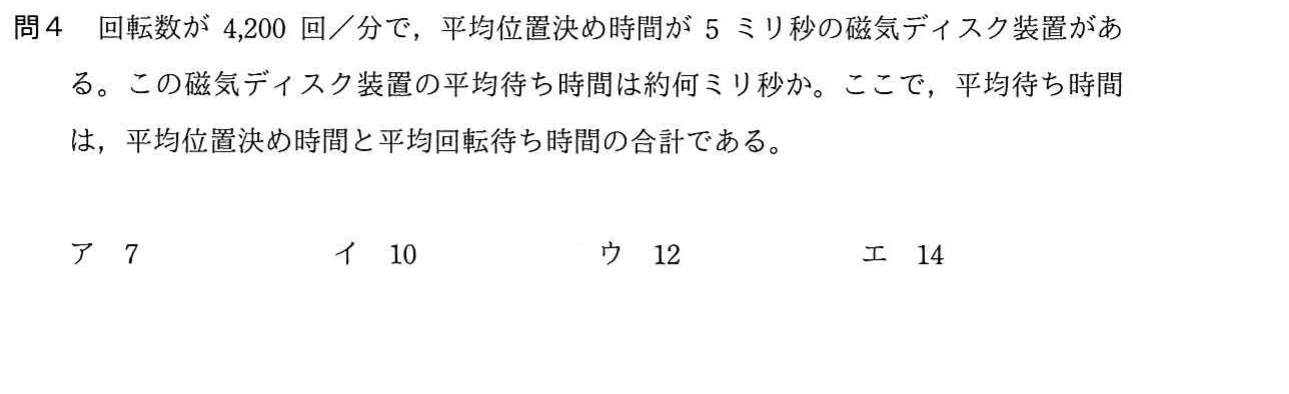 問4 回転数が 4,200 回／分で，平均位置決め時間が 5 ミリ秒の磁気ディスク装置があ
る。この磁気ディスク装置の平均待ち時間は約何ミリ秒か。ここで，平均待ち時間
は，平均位置決め時間と平均回転待ち時間の合計である。
ア 7 イ 10 ウ 12 エ 14